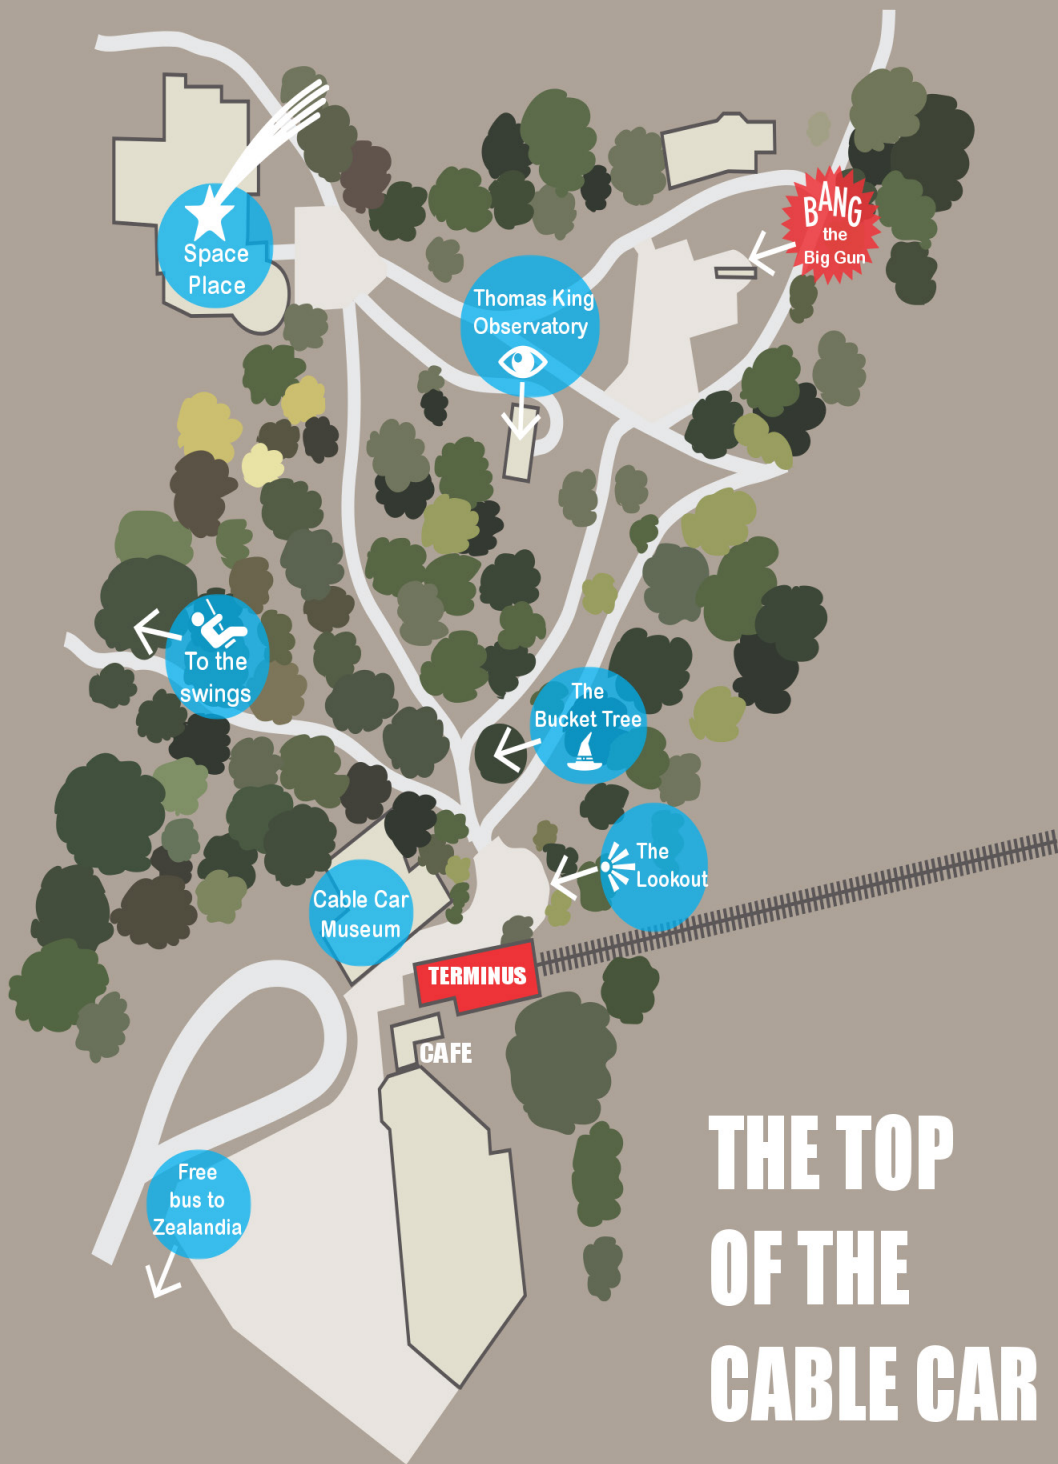 BANG
the
Big Gun
Space
Place
Thomas King
Observatory
To the
swings
The
Bucket Tree
The
Lookout
Cable Car
Museum
TERMINUS
CAFE
Free
bus to
Zealandia
THE TOP
OF THE
CABLE CAR